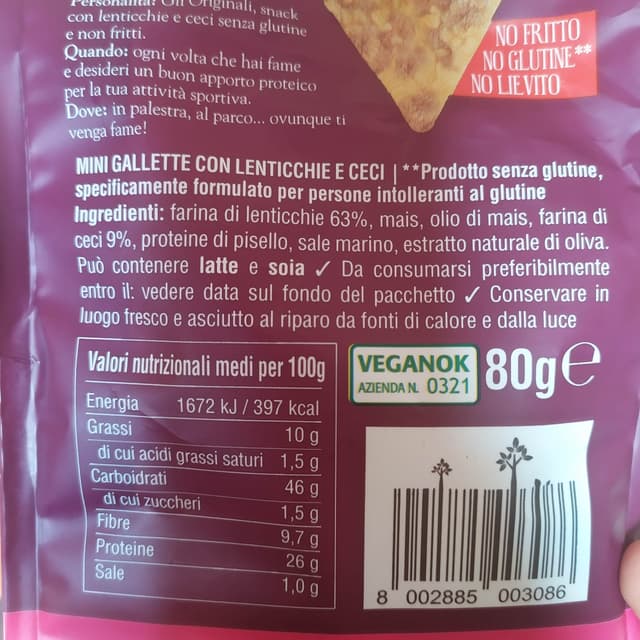 Personalità: Gli Originali, snack
con lenticchie e ceci senza glutine
e non fritti.
Quando: ogni volta che hai fame
e desideri un buon apporto proteico
per la tua attività sportiva.
Dove: in palestra, al parco... ovunque ti
venga fame!
NO FRITTO
NO GLUTINE**
NO LIEVITO
MINI GALLETTE CON LENTICCHIE E CECI | **Prodotto senza glutine,
specificamente formulato per persone intolleranti al glutine
Ingredienti: farina di lenticchie 63%, mais, olio di mais, farina di
ceci 9%, proteine di pisello, sale marino, estratto naturale di oliva.
Può contenere latte e soia ✓ Da consumarsi preferibilmente
entro il: vedere data sul fondo del pacchetto ✓ Conservare in
luogo fresco e asciutto al riparo da fonti di calore e dalla luce
Valori nutrizionali medi per 100g
Energia 1672 kJ / 397 kcal
Grassi 10 g
di cui acidi grassi saturi 1,5 g
Carboidrati 46 g
di cui zuccheri 1,5 g
Fibre 9,7 g
Proteine 26 g
Sale 1,0 g
VEGANOK
AZIENDA N. 0321
80g e
8 002885 003086